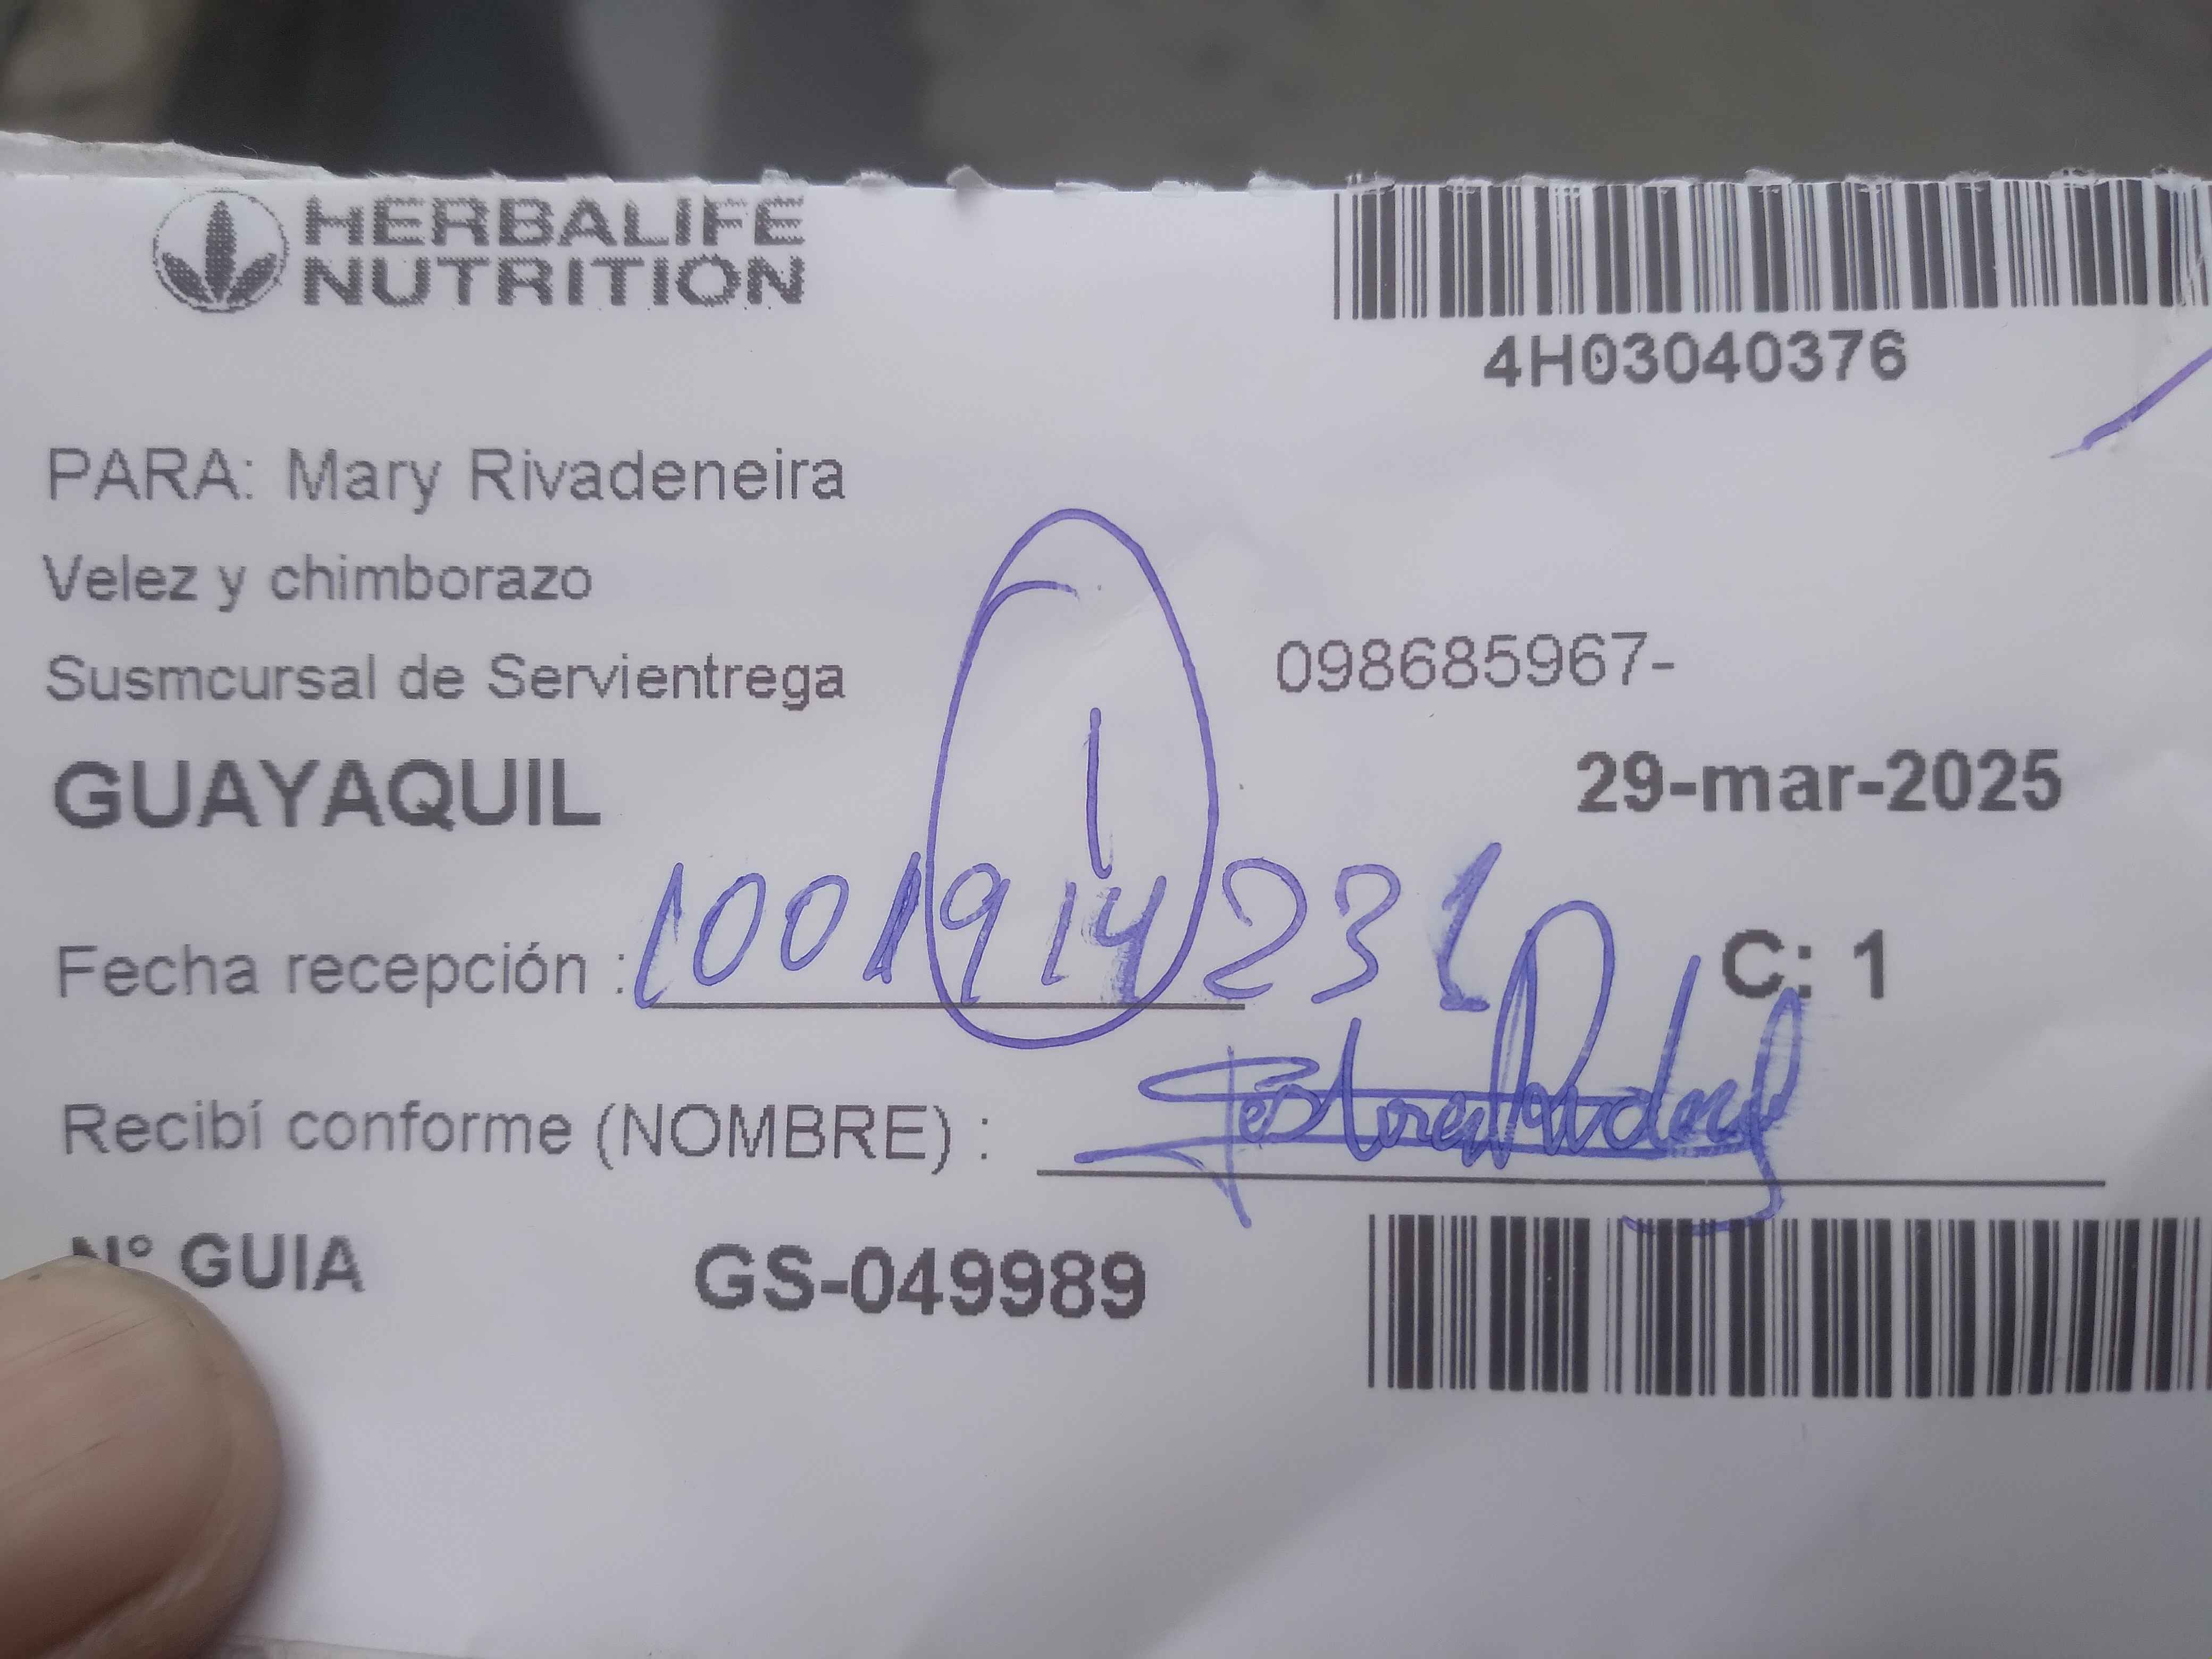 HERBALIFE
NUTRITION
4H03040376
PARA: Mary Rivadeneira
Velez y chimborazo
Susmcursal de Servientrega
098685967-
GUAYAQUIL
29-mar-2025
1
Fecha recepción : 1001914231
C: 1
Recibí conforme (NOMBRE) :
N° GUIA GS-049989